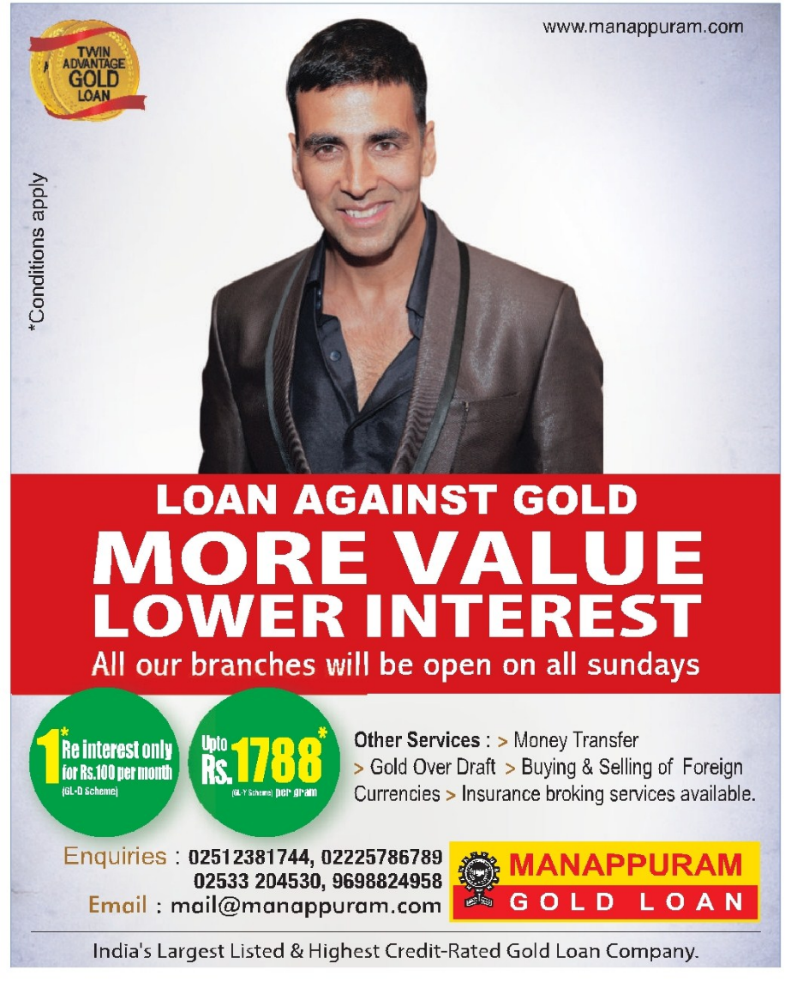 www.manappuram.com
TWIN
ADVANTAGE
GOLD
LOAN
*Conditions apply
LOAN AGAINST GOLD
MORE VALUE
LOWER INTEREST
All our branches will be open on all sundays
1* Re interest only
for Rs.100 per month
(GL-D Scheme)
Upto
Rs. 1788*
(GL-Y Scheme) per gram
Other Services : > Money Transfer
> Gold Over Draft > Buying & Selling of Foreign
Currencies > Insurance broking services available.
Enquiries : 02512381744, 02225786789
02533 204530, 9698824958
Email : mail@manappuram.com
MANAPPURAM
GOLD LOAN
India's Largest Listed & Highest Credit-Rated Gold Loan Company.